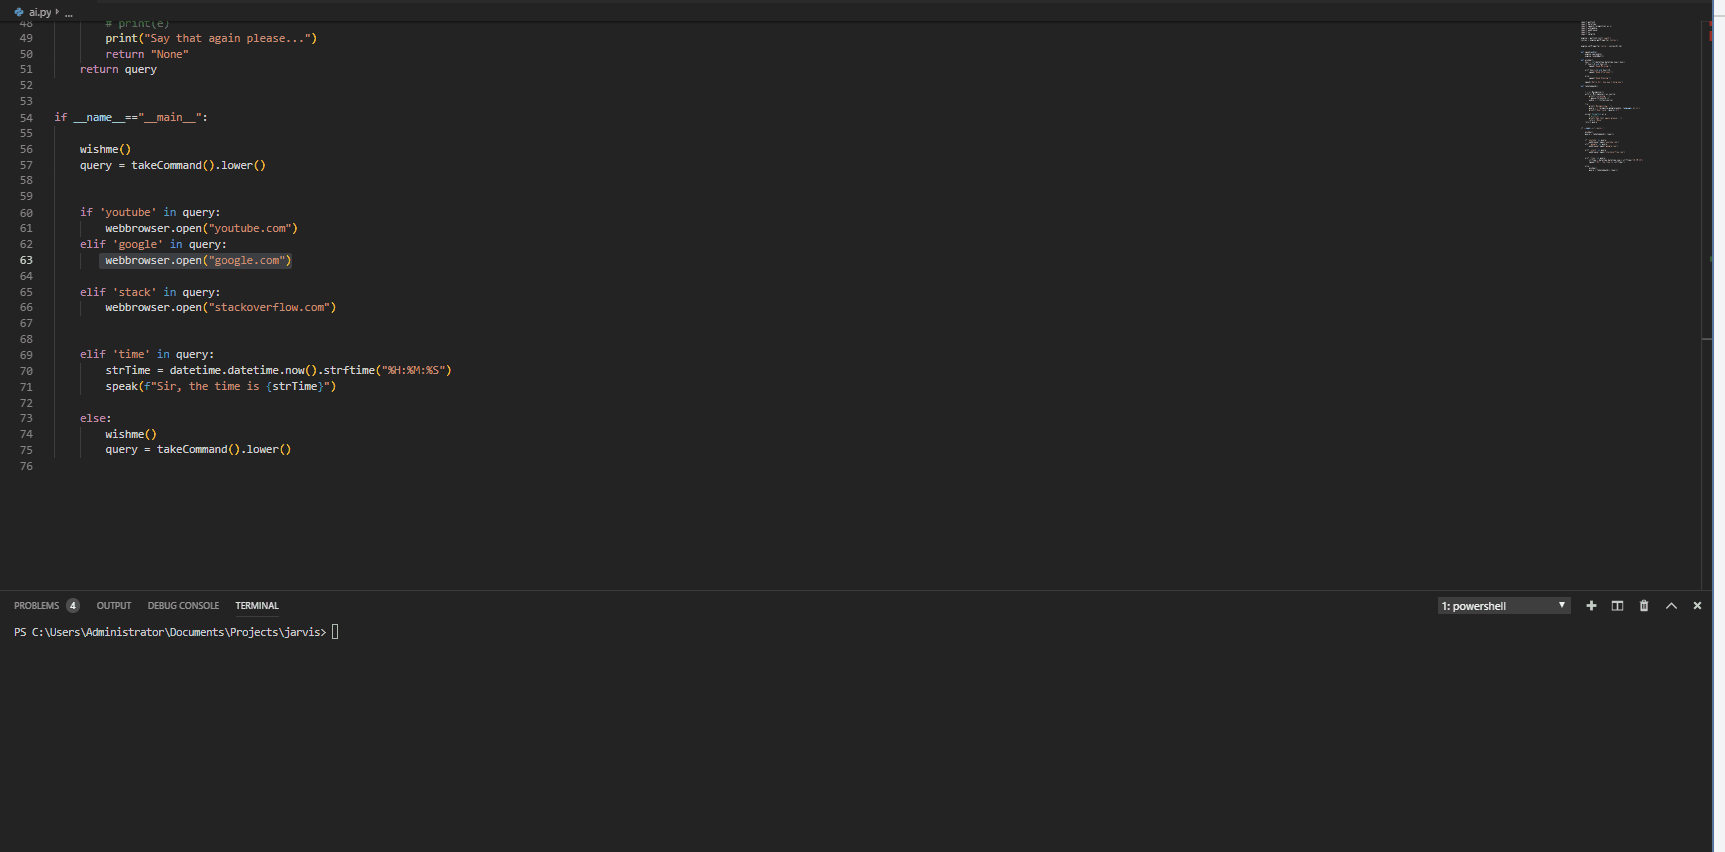 ai.py ...
48 # print(e)
49 print("Say that again please...")
50 return "None"
51 return query
52
53
54 if __name__=="__main__":
55
56 wishme()
57 query = takeCommand().lower()
58
59
60 if 'youtube' in query:
61 webbrowser.open("youtube.com")
62 elif 'google' in query:
63 webbrowser.open("google.com")
64
65 elif 'stack' in query:
66 webbrowser.open("stackoverflow.com")
67
68
69 elif 'time' in query:
70 strTime = datetime.datetime.now().strftime("%H:%M:%S")
71 speak(f"Sir, the time is {strTime}")
72
73 else:
74 wishme()
75 query = takeCommand().lower()
76
PROBLEMS 4 OUTPUT DEBUG CONSOLE TERMINAL 1: powershell
PS C:\Users\Administrator\Documents\Projects\jarvis>